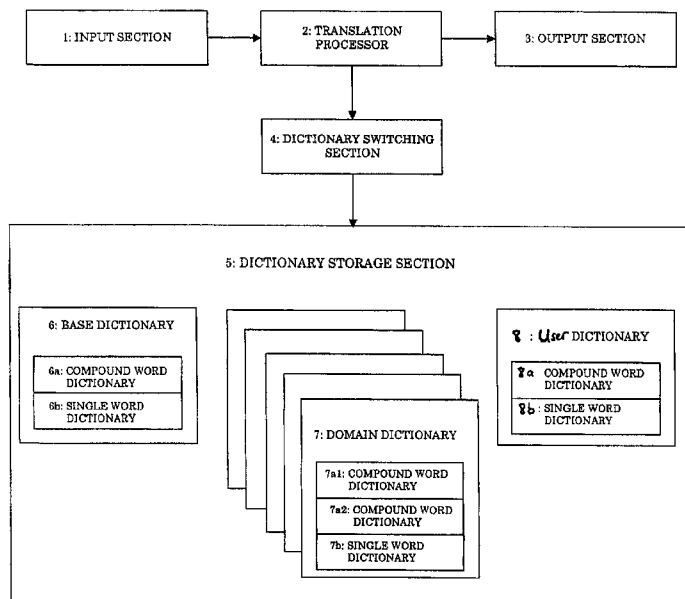 1: INPUT SECTION
2: TRANSLATION
PROCESSOR
3: OUTPUT SECTION
4: DICTIONARY SWITCHING
SECTION
5: DICTIONARY STORAGE SECTION
6: BASE DICTIONARY
6a: COMPOUND WORD
DICTIONARY
6b: SINGLE WORD
DICTIONARY
7: DOMAIN DICTIONARY
7a1: COMPOUND WORD
DICTIONARY
7a2: COMPOUND WORD
DICTIONARY
7b: SINGLE WORD
DICTIONARY
8 : User DICTIONARY
8a COMPOUND WORD
DICTIONARY
8b : SINGLE WORD
DICTIONARY